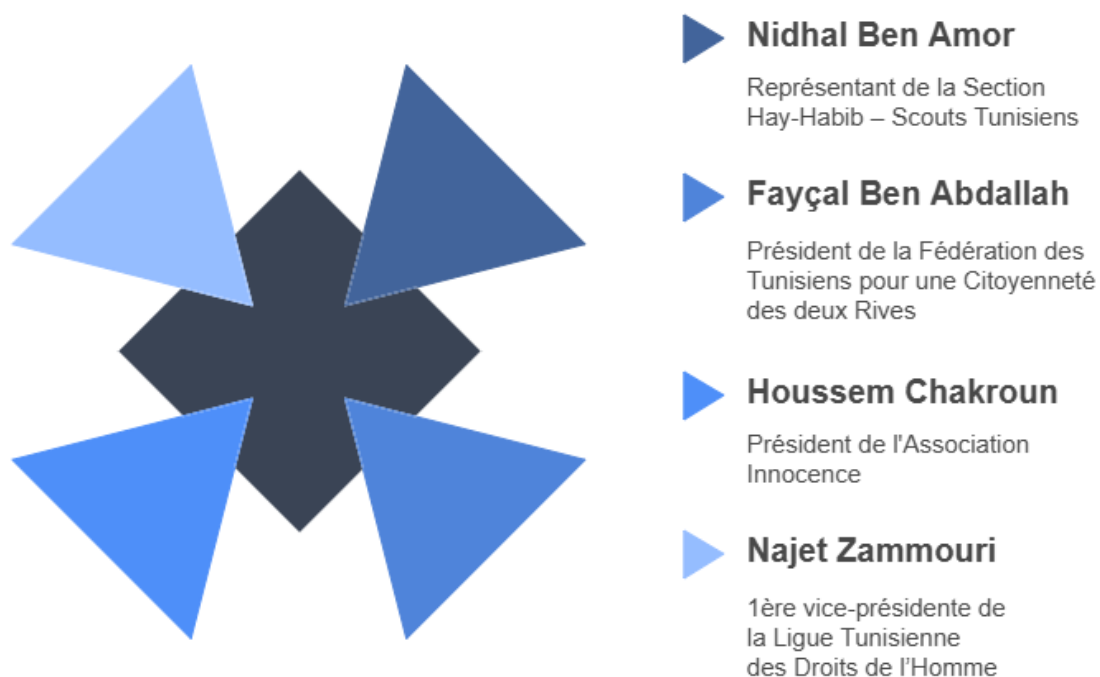 Nidhal Ben Amor
Représentant de la Section
Hay-Habib – Scouts Tunisiens
Fayçal Ben Abdallah
Président de la Fédération des
Tunisiens pour une Citoyenneté
des deux Rives
Houssem Chakroun
Président de l'Association
Innocence
Najet Zammouri
1ère vice-présidente de
la Ligue Tunisienne
des Droits de l’Homme